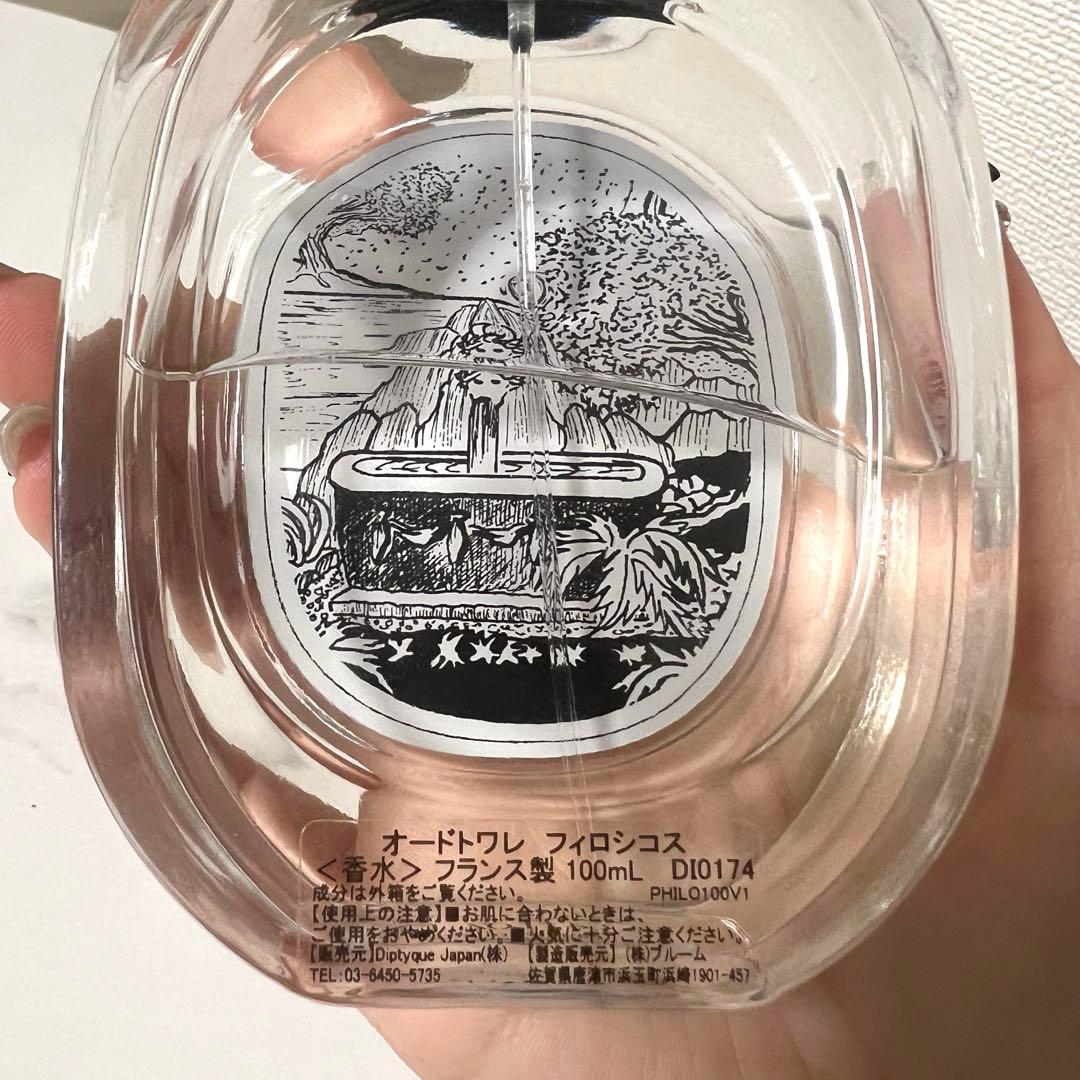 オードトワレ フィロシコス
＜香水＞ フランス製 100mL DI0174
成分は外箱をご覧ください。 PHILO100V1
【使用上の注意】■お肌に合わないときは、
ご使用をおやめください。■火気に十分ご注意ください。
【販売元】Diptyque Japan(株) 【製造販売元】(株)ブルーム
TEL:03-6450-5735 佐賀県唐津市浜玉町浜崎1901-457